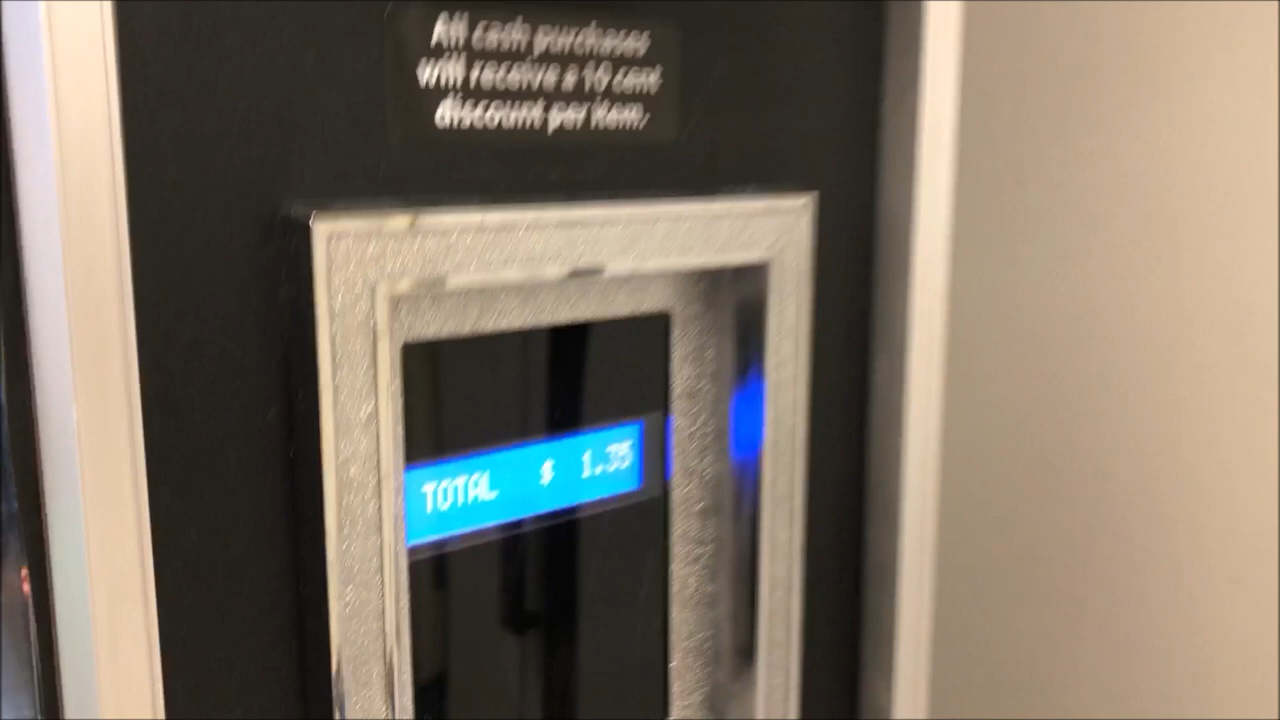 All cash purchases
will receive a 10 cent
discount per item.
TOTAL $ 1.35